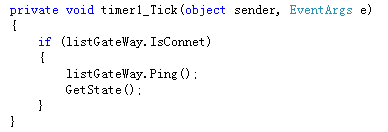 private void timer1_Tick(object sender, EventArgs e)
{
    if (listGateWay.IsConnet)
    {
        listGateWay.Ping();
        GetState();
    }
}